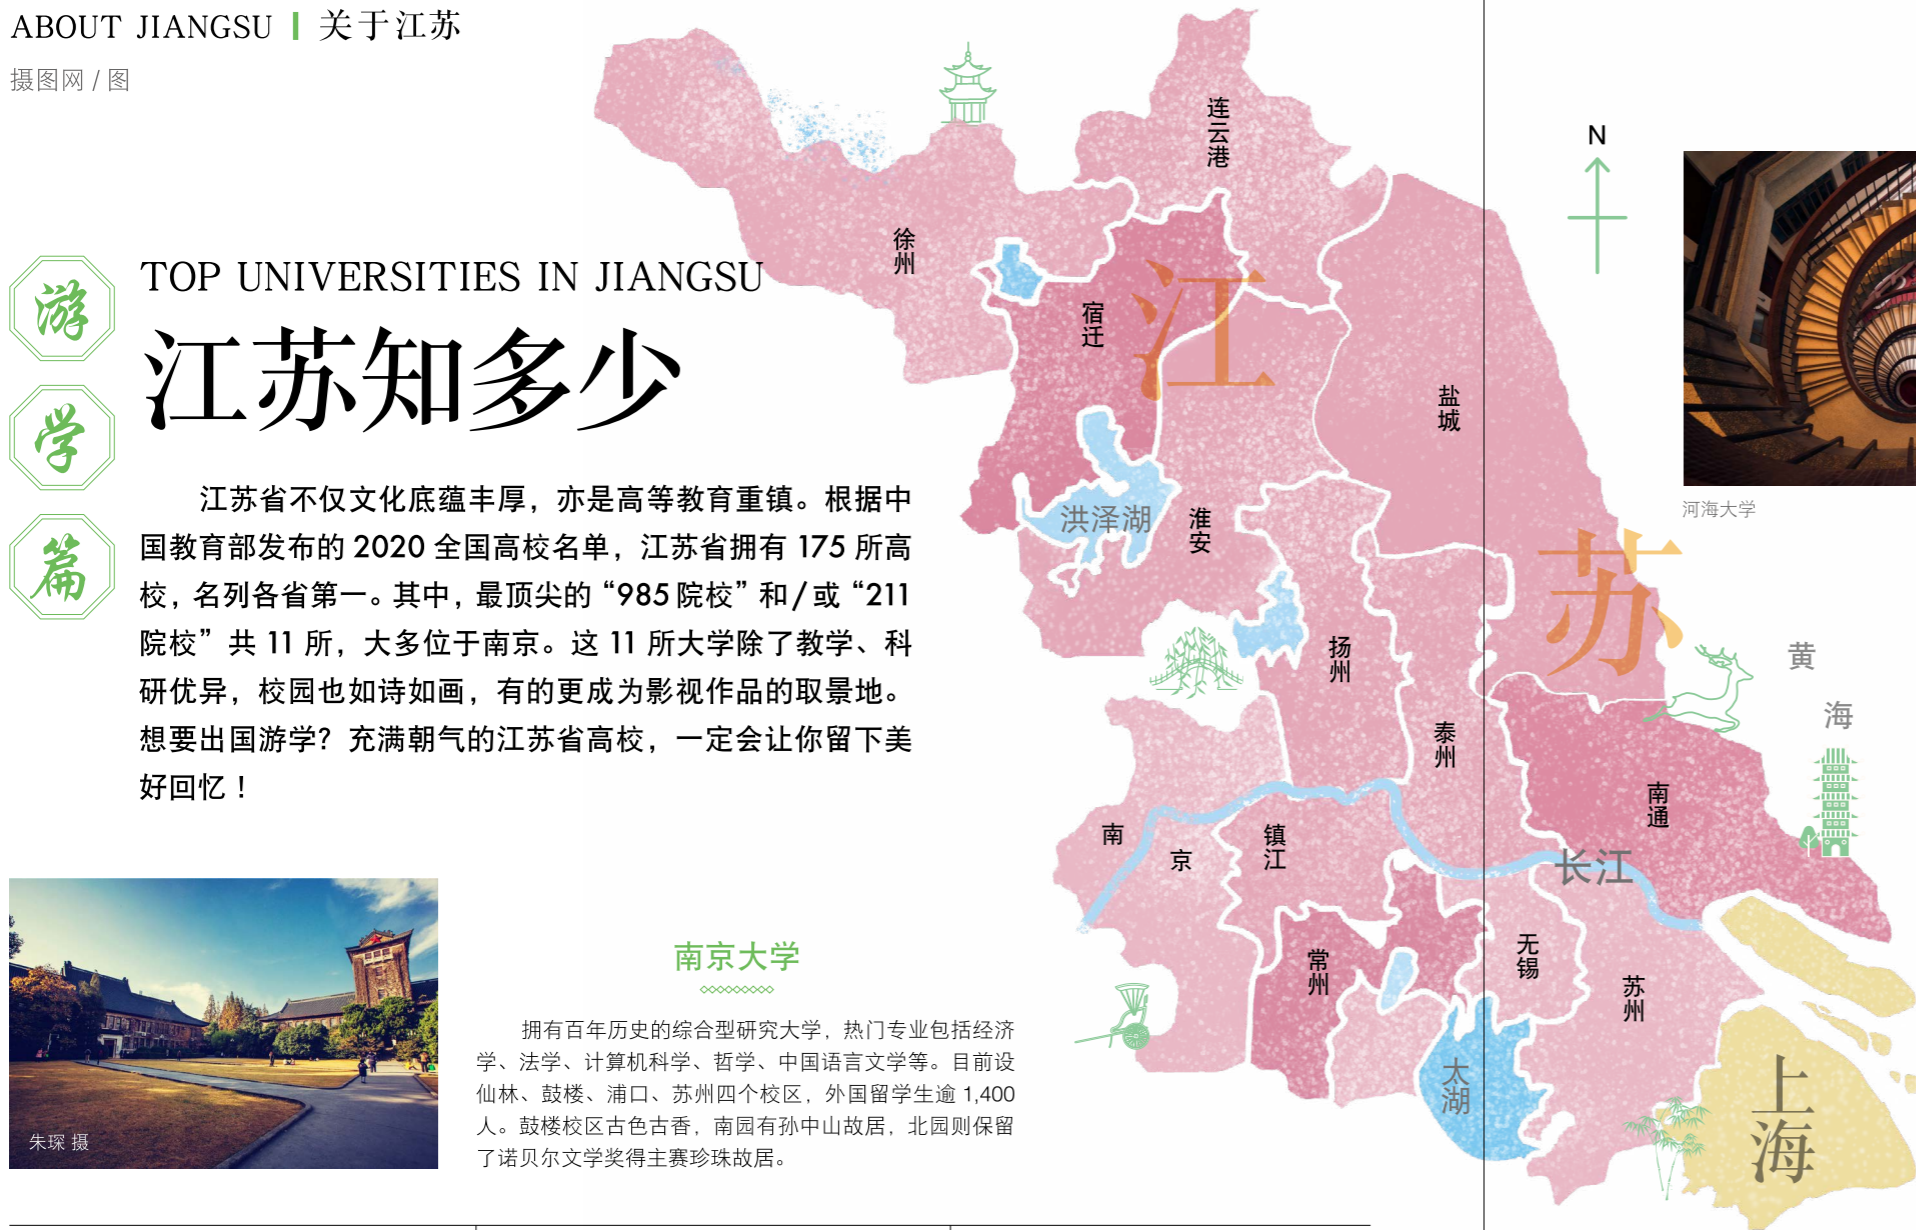 ABOUT JIANGSU | 关于江苏
摄图网 / 图
游
学
篇
TOP UNIVERSITIES IN JIANGSU
江苏知多少
江苏省不仅文化底蕴丰厚，亦是高等教育重镇。根据中
国教育部发布的 2020 全国高校名单，江苏省拥有 175 所高
校，名列各省第一。其中，最顶尖的“985 院校”和/或“211
院校”共 11 所，大多位于南京。这 11 所大学除了教学、科
研优异，校园也如诗如画，有的更成为影视作品的取景地。
想要出国游学？充满朝气的江苏省高校，一定会让你留下美
好回忆！
朱琛 摄
南京大学
拥有百年历史的综合型研究大学，热门专业包括经济
学、法学、计算机科学、哲学、中国语言文学等。目前设
仙林、鼓楼、浦口、苏州四个校区，外国留学生逾 1,400
人。鼓楼校区古色古香，南园有孙中山故居，北园则保留
了诺贝尔文学奖得主赛珍珠故居。
连云港
徐州
宿迁
江
盐城
洪泽湖
淮安
苏
扬州
泰州
南通
南京
镇江
长江
常州
无锡
苏州
太湖
上海
黄海
N
河海大学